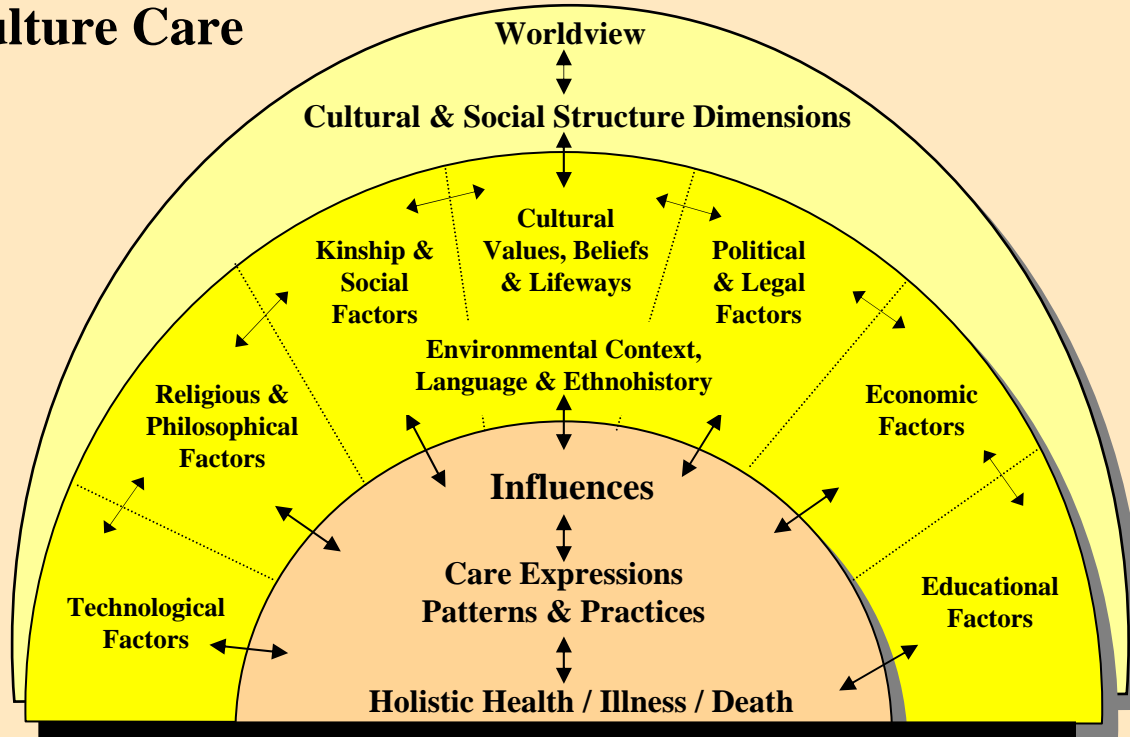 ulture Care
Worldview
Cultural & Social Structure Dimensions
Cultural
Values, Beliefs
& Lifeways
Kinship &
Social
Factors
Political
& Legal
Factors
Environmental Context,
Language & Ethnohistory
Religious &
Philosophical
Factors
Economic
Factors
Technological
Factors
Educational
Factors
Influences
Care Expressions
Patterns & Practices
Holistic Health / Illness / Death